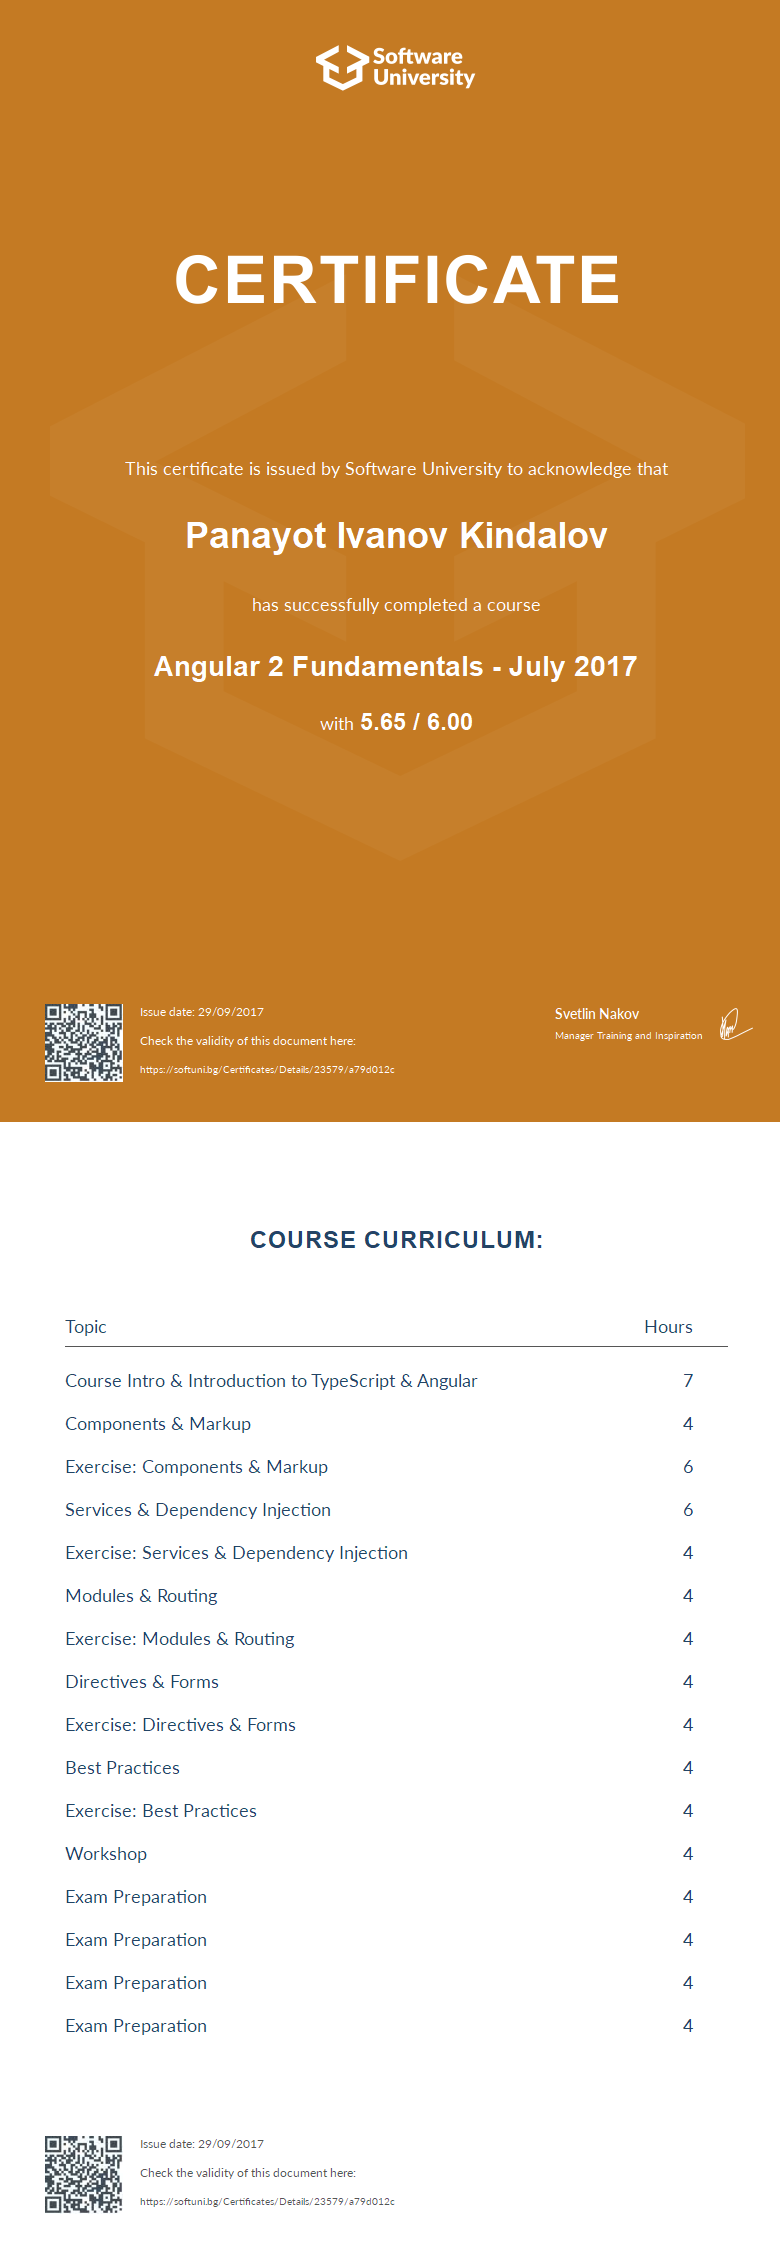 Software
University
CERTIFICATE
This certificate is issued by Software University to acknowledge that
Panayot Ivanov Kindalov
has successfully completed a course
Angular 2 Fundamentals - July 2017
with 5.65 / 6.00
Issue date: 29/09/2017
Check the validity of this document here:
https://softuni.bg/Certificates/Details/23579/a79d012c
Svetlin Nakov
Manager Training and Inspiration
COURSE CURRICULUM:
Topic Hours
Course Intro & Introduction to TypeScript & Angular 7
Components & Markup 4
Exercise: Components & Markup 6
Services & Dependency Injection 6
Exercise: Services & Dependency Injection 4
Modules & Routing 4
Exercise: Modules & Routing 4
Directives & Forms 4
Exercise: Directives & Forms 4
Best Practices 4
Exercise: Best Practices 4
Workshop 4
Exam Preparation 4
Exam Preparation 4
Exam Preparation 4
Exam Preparation 4
Issue date: 29/09/2017
Check the validity of this document here:
https://softuni.bg/Certificates/Details/23579/a79d012c